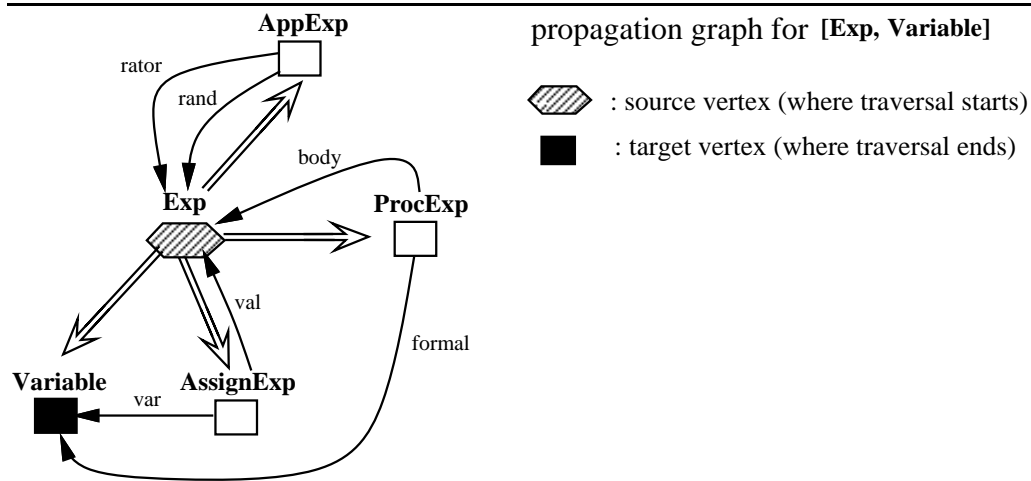 AppExp
propagation graph for [Exp, Variable]
rator
rand
: source vertex (where traversal starts)
: target vertex (where traversal ends)
body
Exp
ProcExp
val
formal
Variable
AssignExp
var